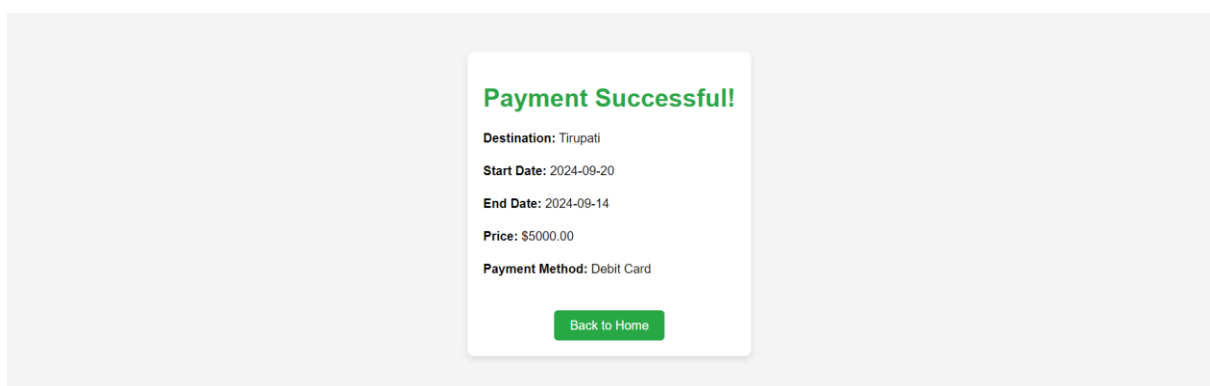 Payment Successful!
Destination: Tirupati
Start Date: 2024-09-20
End Date: 2024-09-14
Price: $5000.00
Payment Method: Debit Card
Back to Home